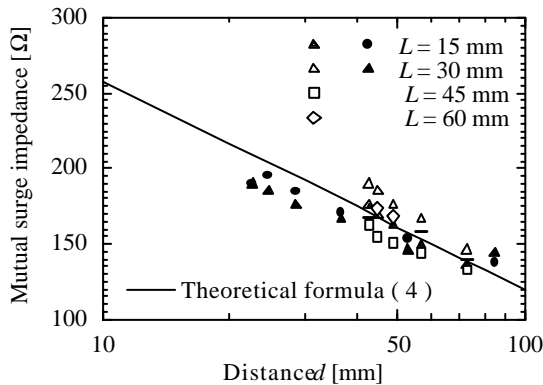 300
250
200
150
100
Mutual surge impedance [Ω]
L = 15 mm
L = 30 mm
L = 45 mm
L = 60 mm
Theoretical formula ( 4 )
10
50
100
Distance d [mm]